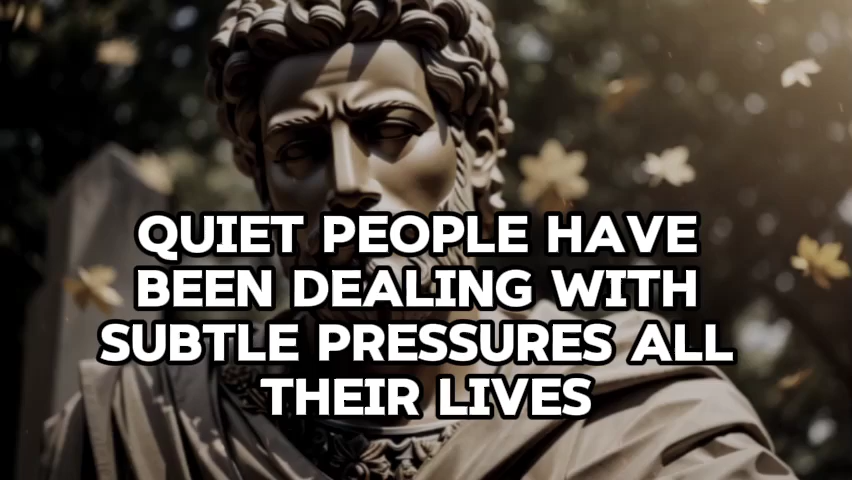 QUIET PEOPLE HAVE
BEEN DEALING WITH
SUBTLE PRESSURES ALL
THEIR LIVES